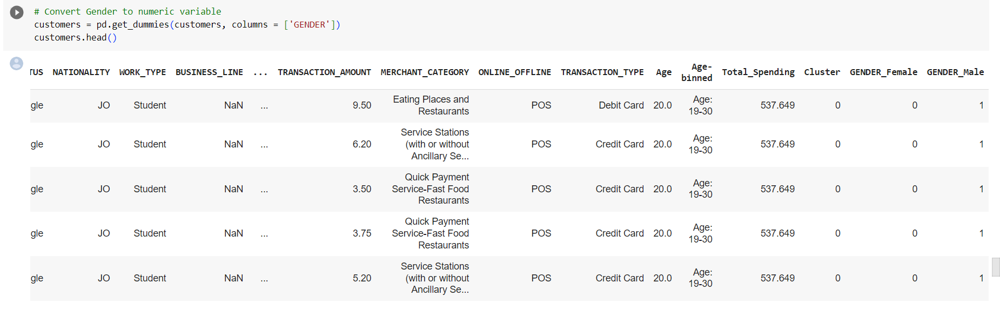 # Convert Gender to numeric variable
customers = pd.get_dummies(customers, columns = ['GENDER'])
customers.head()
TUS NATIONALITY WORK_TYPE BUSINESS_LINE ... TRANSACTION_AMOUNT MERCHANT_CATEGORY ONLINE_OFFLINE TRANSACTION_TYPE Age Age-binned Total_Spending Cluster GENDER_Female GENDER_Male
gle JO Student NaN ... 9.50 Eating Places and Restaurants POS Debit Card 20.0 Age: 19-30 537.649 0 0 1
gle JO Student NaN ... 6.20 Service Stations (with or without Ancillary Se... POS Credit Card 20.0 Age: 19-30 537.649 0 0 1
gle JO Student NaN ... 3.50 Quick Payment Service-Fast Food Restaurants POS Credit Card 20.0 Age: 19-30 537.649 0 0 1
gle JO Student NaN ... 3.75 Quick Payment Service-Fast Food Restaurants POS Credit Card 20.0 Age: 19-30 537.649 0 0 1
gle JO Student NaN ... 5.20 Service Stations (with or without Ancillary Se... POS Credit Card 20.0 Age: 19-30 537.649 0 0 1